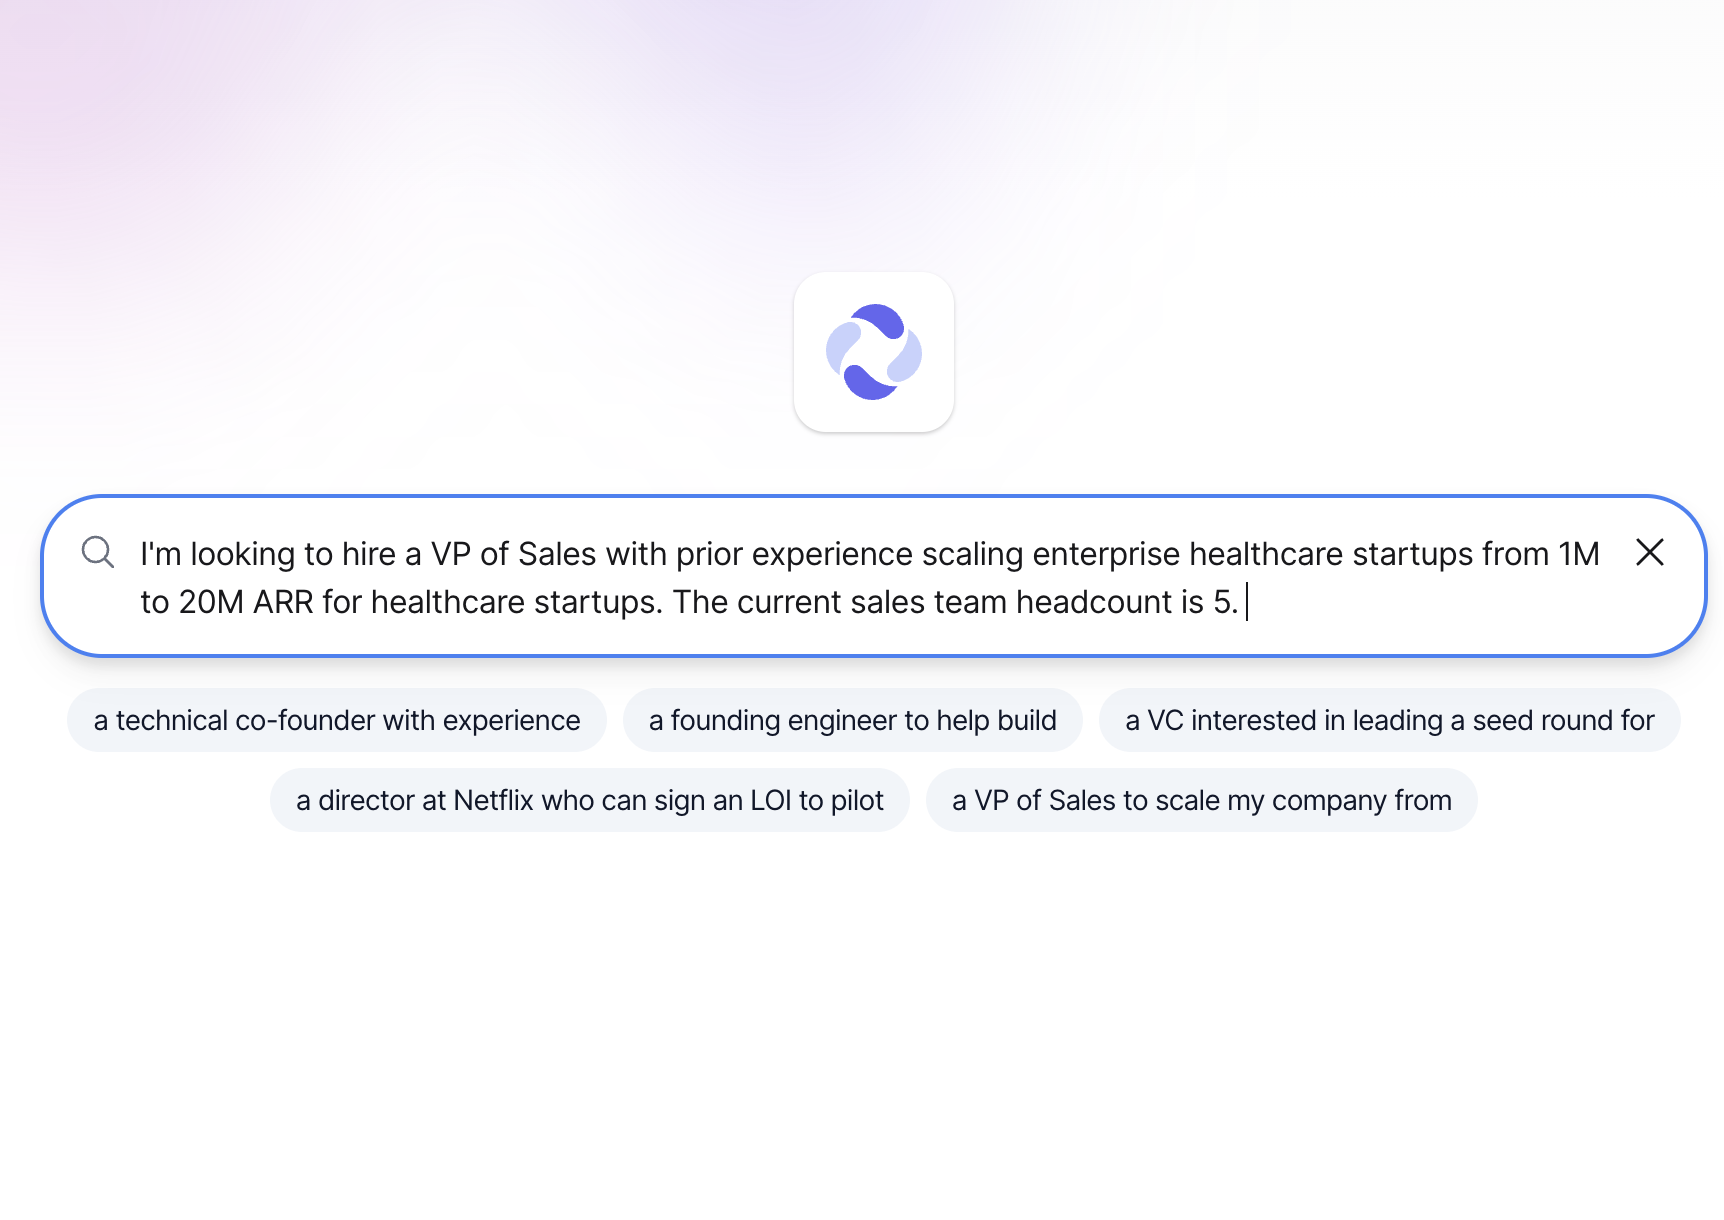 I'm looking to hire a VP of Sales with prior experience scaling enterprise healthcare startups from 1M
to 20M ARR for healthcare startups. The current sales team headcount is 5.
a technical co-founder with experience
a founding engineer to help build
a VC interested in leading a seed round for
a director at Netflix who can sign an LOI to pilot
a VP of Sales to scale my company from